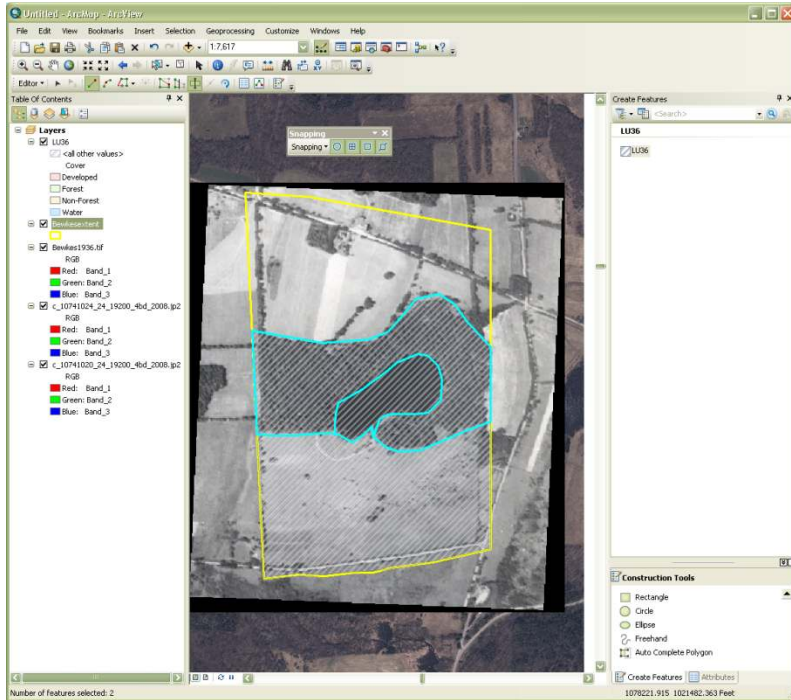 Untitled - ArcMap - ArcView
File Edit View Bookmarks Insert Selection Geoprocessing Customize Windows Help
1:7,617
Editor
Table Of Contents
Layers
LU36
<all other values>
Cover
Developed
Forest
Non-Forest
Water
Bewkesextent
Bewkes1936.tif
RGB
Red: Band_1
Green: Band_2
Blue: Band_3
c_10741024_24_19200_4bd_2008.jp2
RGB
Red: Band_1
Green: Band_2
Blue: Band_3
c_10741020_24_19200_4bd_2008.jp2
RGB
Red: Band_1
Green: Band_2
Blue: Band_3
Snapping
Snapping
Create Features
<Search>
LU36
LU36
Construction Tools
Rectangle
Circle
Ellipse
Freehand
Auto Complete Polygon
Create Features Attributes
Number of features selected: 2
1078221.915 1021482.363 Feet